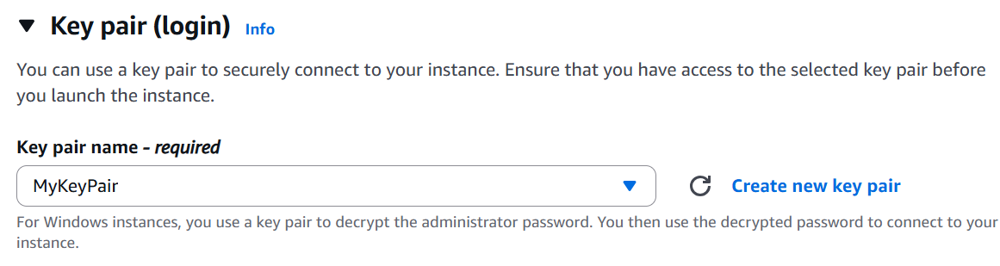 Key pair (login) Info
You can use a key pair to securely connect to your instance. Ensure that you have access to the selected key pair before
you launch the instance.
Key pair name - required
MyKeyPair Create new key pair
For Windows instances, you use a key pair to decrypt the administrator password. You then use the decrypted password to connect to your
instance.